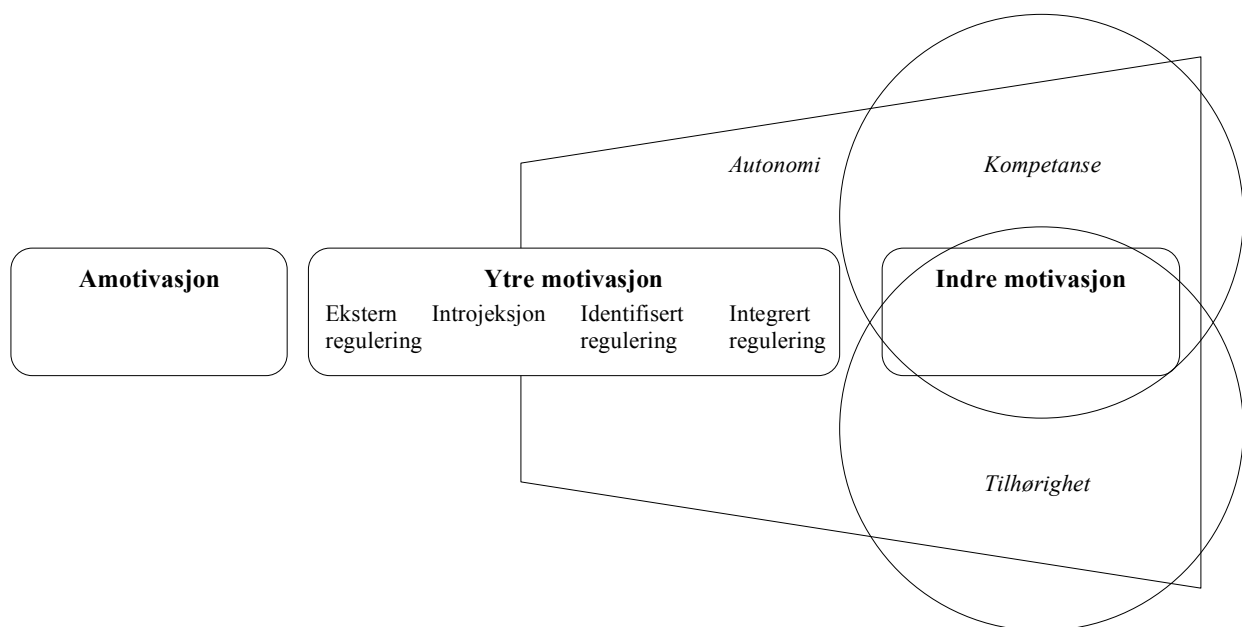 Autonomi
Kompetanse
Amotivasjon
Ytre motivasjon
Ekstern
regulering
Introjeksjon
Identifisert
regulering
Integrert
regulering
Indre motivasjon
Tilhørighet